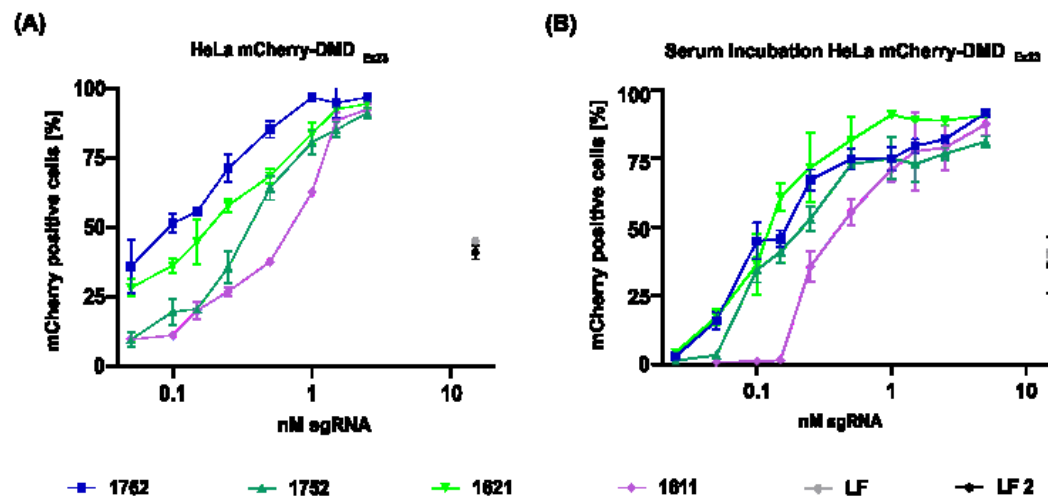 (A)
HeLa mCherry-DMD Ex23
mCherry positive cells [%]
100
75
50
25
0
0.1
1
10
nM sgRNA
(B)
Serum Incubation HeLa mCherry-DMD Ex23
mCherry positive cells [%]
100
75
50
25
0
0.1
1
10
nM sgRNA
1762
1752
1621
1611
LF
LF 2